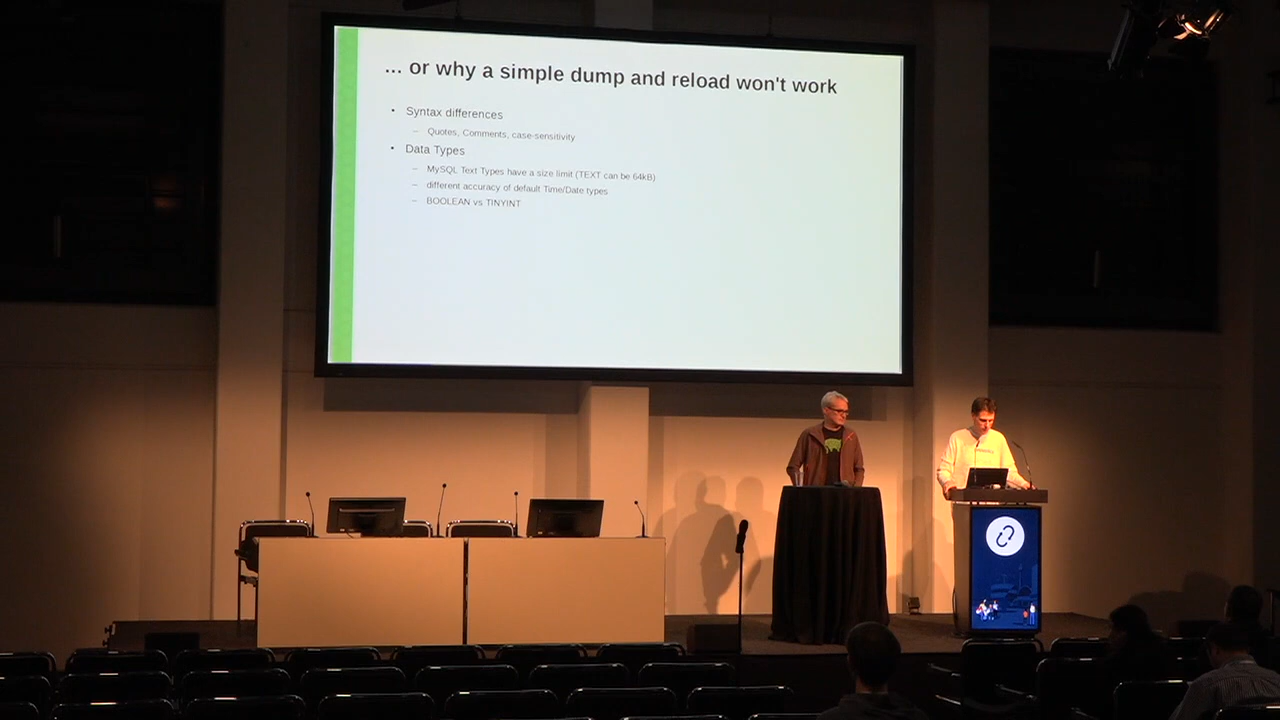 ... or why a simple dump and reload won't work
• Syntax differences
– Quotes, Comments, case-sensitivity
• Data Types
– MySQL Text Types have a size limit (TEXT can be 64kB)
– different accuracy of default Time/Date types
– BOOLEAN vs TINYINT